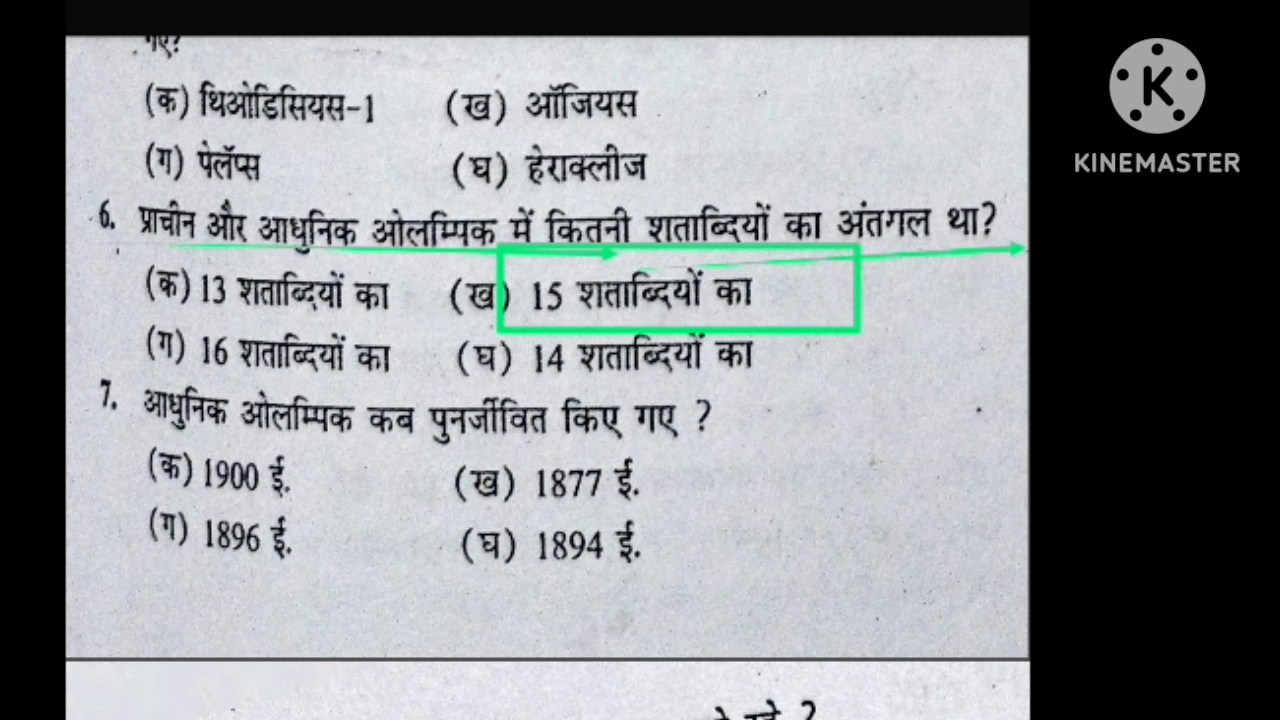 गए?
(क) थिओडिसियस-1 (ख) ऑजियस
(ग) पेलॅप्स (घ) हेराक्लीज
6. प्राचीन और आधुनिक ओलम्पिक में कितनी शताब्दियों का अंतगल था?
(क) 13 शताब्दियों का (ख) 15 शताब्दियों का
(ग) 16 शताब्दियों का (घ) 14 शताब्दियों का
7. आधुनिक ओलम्पिक कब पुनर्जीवित किए गए ?
(क) 1900 ई. (ख) 1877 ई.
(ग) 1896 ई. (घ) 1894 ई.
KINEMASTER